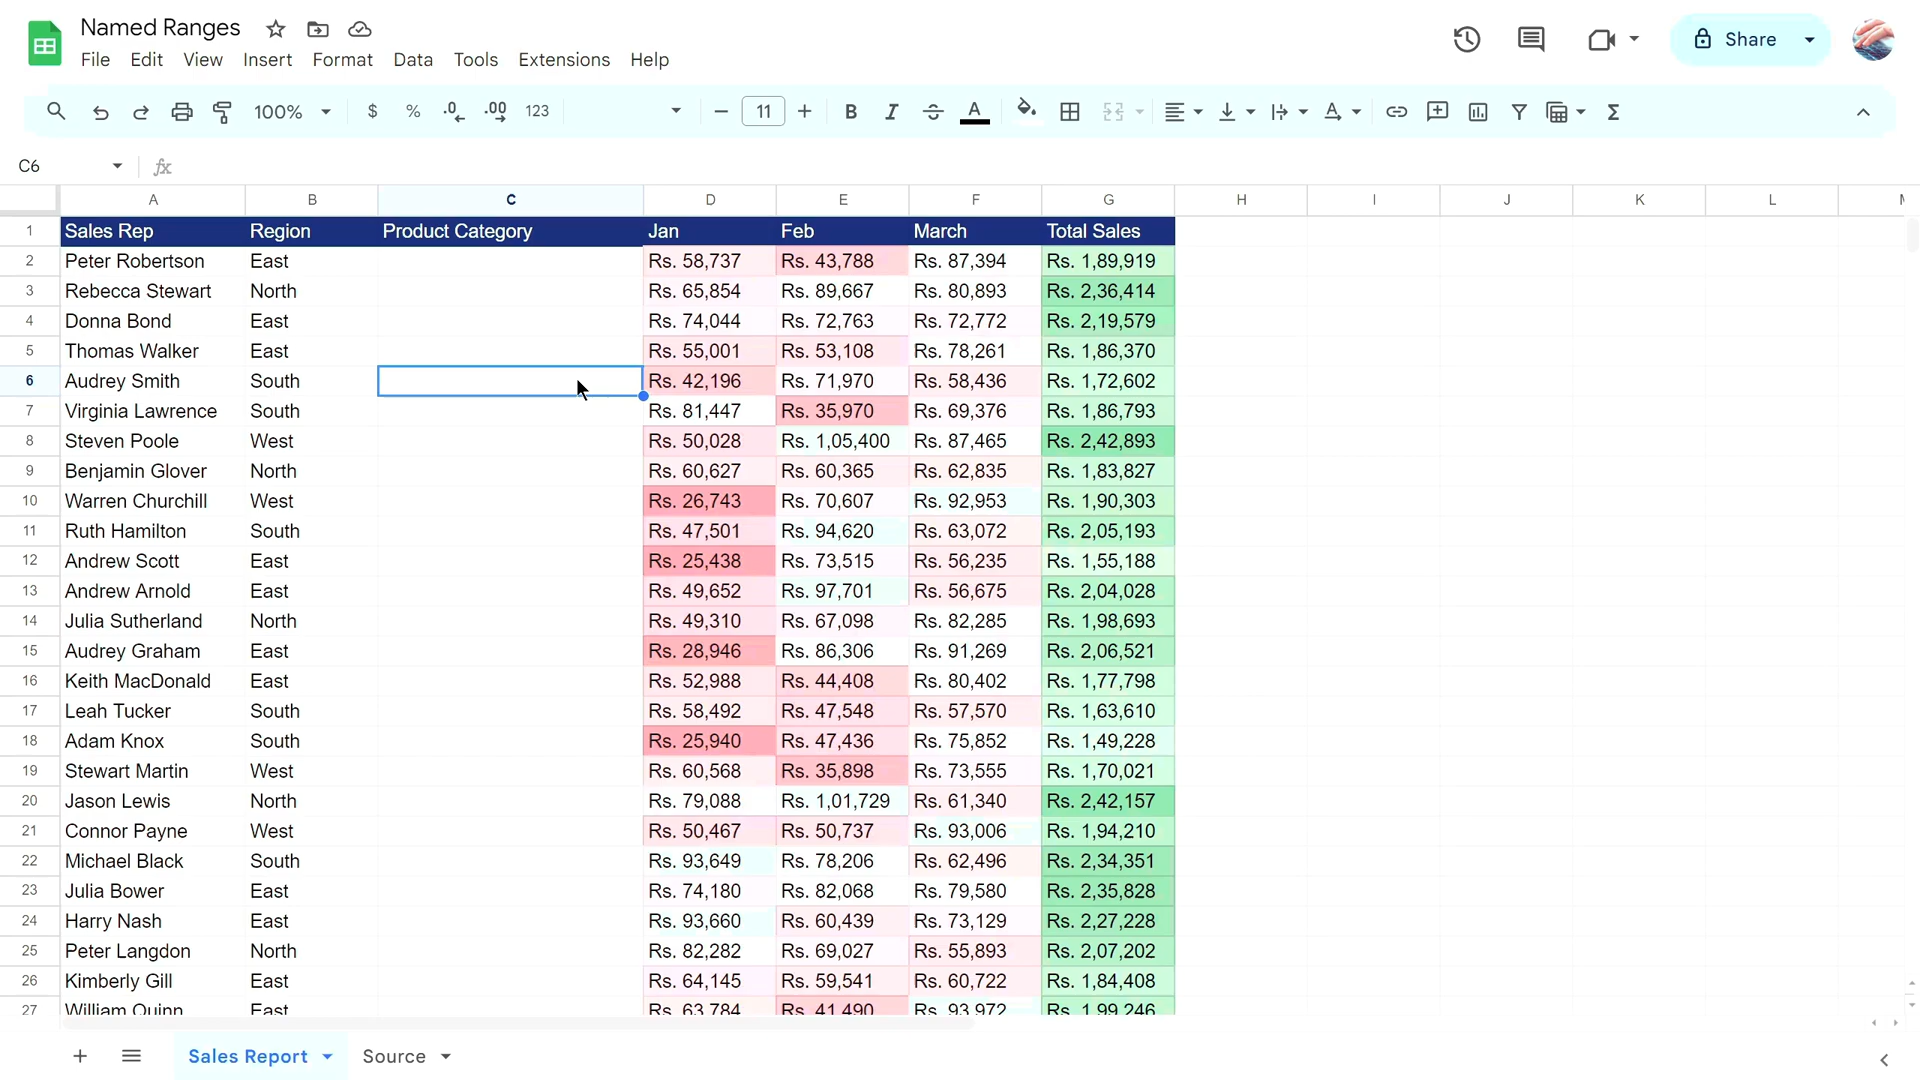 Named Ranges
File Edit View Insert Format Data Tools Extensions Help
Share
100% $ % .0 .00 123 11 B I A
C6 fx
A B C D E F G H I J K L
1 Sales Rep Region Product Category Jan Feb March Total Sales
2 Peter Robertson East Rs. 58,737 Rs. 43,788 Rs. 87,394 Rs. 1,89,919
3 Rebecca Stewart North Rs. 65,854 Rs. 89,667 Rs. 80,893 Rs. 2,36,414
4 Donna Bond East Rs. 74,044 Rs. 72,763 Rs. 72,772 Rs. 2,19,579
5 Thomas Walker East Rs. 55,001 Rs. 53,108 Rs. 78,261 Rs. 1,86,370
6 Audrey Smith South Rs. 42,196 Rs. 71,970 Rs. 58,436 Rs. 1,72,602
7 Virginia Lawrence South Rs. 81,447 Rs. 35,970 Rs. 69,376 Rs. 1,86,793
8 Steven Poole West Rs. 50,028 Rs. 1,05,400 Rs. 87,465 Rs. 2,42,893
9 Benjamin Glover North Rs. 60,627 Rs. 60,365 Rs. 62,835 Rs. 1,83,827
10 Warren Churchill West Rs. 26,743 Rs. 70,607 Rs. 92,953 Rs. 1,90,303
11 Ruth Hamilton South Rs. 47,501 Rs. 94,620 Rs. 63,072 Rs. 2,05,193
12 Andrew Scott East Rs. 25,438 Rs. 73,515 Rs. 56,235 Rs. 1,55,188
13 Andrew Arnold East Rs. 49,652 Rs. 97,701 Rs. 56,675 Rs. 2,04,028
14 Julia Sutherland North Rs. 49,310 Rs. 67,098 Rs. 82,285 Rs. 1,98,693
15 Audrey Graham East Rs. 28,946 Rs. 86,306 Rs. 91,269 Rs. 2,06,521
16 Keith MacDonald East Rs. 52,988 Rs. 44,408 Rs. 80,402 Rs. 1,77,798
17 Leah Tucker South Rs. 58,492 Rs. 47,548 Rs. 57,570 Rs. 1,63,610
18 Adam Knox South Rs. 25,940 Rs. 47,436 Rs. 75,852 Rs. 1,49,228
19 Stewart Martin West Rs. 60,568 Rs. 35,898 Rs. 73,555 Rs. 1,70,021
20 Jason Lewis North Rs. 79,088 Rs. 1,01,729 Rs. 61,340 Rs. 2,42,157
21 Connor Payne West Rs. 50,467 Rs. 50,737 Rs. 93,006 Rs. 1,94,210
22 Michael Black South Rs. 93,649 Rs. 78,206 Rs. 62,496 Rs. 2,34,351
23 Julia Bower East Rs. 74,180 Rs. 82,068 Rs. 79,580 Rs. 2,35,828
24 Harry Nash East Rs. 93,660 Rs. 60,439 Rs. 73,129 Rs. 2,27,228
25 Peter Langdon North Rs. 82,282 Rs. 69,027 Rs. 55,893 Rs. 2,07,202
26 Kimberly Gill East Rs. 64,145 Rs. 59,541 Rs. 60,722 Rs. 1,84,408
27 William Quinn East Rs. 63,784 Rs. 41,490 Rs. 93,972 Rs. 1,99,246
Sales Report Source